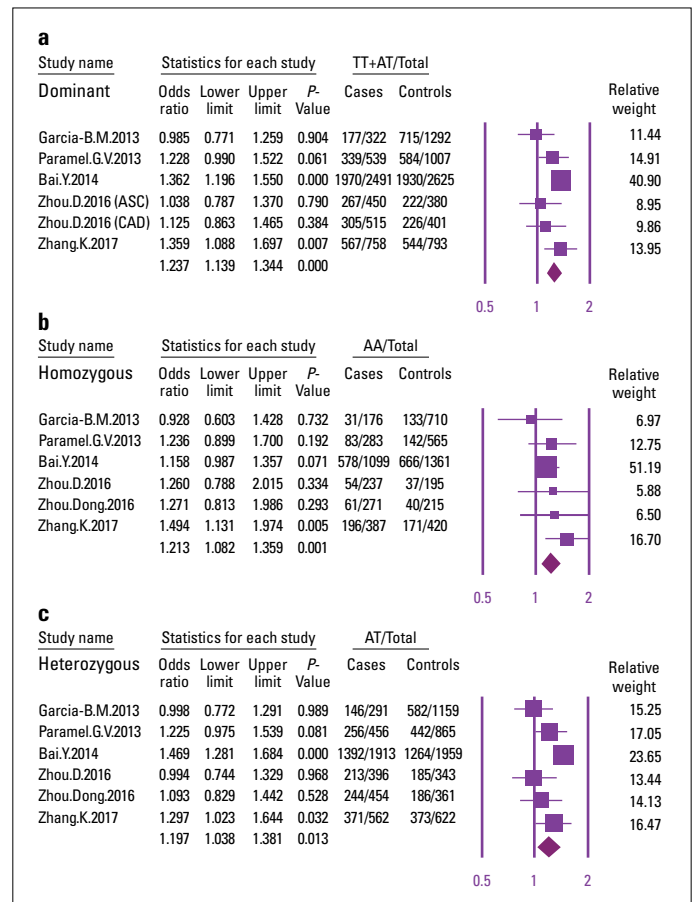 a
Study name Statistics for each study TT+AT/Total
Dominant Odds ratio Lower limit Upper limit P-Value Cases Controls Relative weight
Garcia-B.M.2013 0.985 0.771 1.259 0.904 177/322 715/1292 11.44
Paramel.G.V.2013 1.228 0.990 1.522 0.061 339/539 584/1007 14.91
Bai.Y.2014 1.362 1.196 1.550 0.000 1970/2491 1930/2625 40.90
Zhou.D.2016 (ASC) 1.038 0.787 1.370 0.790 267/450 222/380 8.95
Zhou.D.2016 (CAD) 1.125 0.863 1.465 0.384 305/515 226/401 9.86
Zhang.K.2017 1.359 1.088 1.697 0.007 567/758 544/793 13.95
1.237 1.139 1.344 0.000
0.5 1 2
b
Study name Statistics for each study AA/Total
Homozygous Odds ratio Lower limit Upper limit P-Value Cases Controls Relative weight
Garcia-B.M.2013 0.928 0.603 1.428 0.732 31/176 133/710 6.97
Paramel.G.V.2013 1.236 0.899 1.700 0.192 83/283 142/565 12.75
Bai.Y.2014 1.158 0.987 1.357 0.071 578/1099 666/1361 51.19
Zhou.D.2016 1.260 0.788 2.015 0.334 54/237 37/195 5.88
Zhou.Dong.2016 1.271 0.813 1.986 0.293 61/271 40/215 6.50
Zhang.K.2017 1.494 1.131 1.974 0.005 196/387 171/420 16.70
1.213 1.082 1.359 0.001
0.5 1 2
c
Study name Statistics for each study AT/Total
Heterozygous Odds ratio Lower limit Upper limit P-Value Cases Controls Relative weight
Garcia-B.M.2013 0.998 0.772 1.291 0.989 146/291 582/1159 15.25
Paramel.G.V.2013 1.225 0.975 1.539 0.081 256/456 442/865 17.05
Bai.Y.2014 1.469 1.281 1.684 0.000 1392/1913 1264/1959 23.65
Zhou.D.2016 0.994 0.744 1.329 0.968 213/396 185/343 13.44
Zhou.Dong.2016 1.093 0.829 1.442 0.528 244/454 186/361 14.13
Zhang.K.2017 1.297 1.023 1.644 0.032 371/562 373/622 16.47
1.197 1.038 1.381 0.013
0.5 1 2